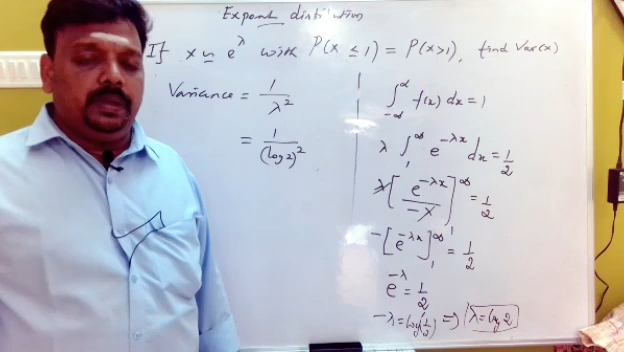 Exponent distribution
If x ~ e^λ with P(x ≤ 1) = P(x>1), find Var(x)
Variance = 1/λ²
= 1/(log 2)²
∫_{-∞}^{∞} f(x) dx = 1
λ ∫_1^∞ e^{-λx} dx = 1/2
λ[e^{-λx}/-λ]_1^∞ = 1/2
-[e^{-λx}]_1^∞ = 1/2
e^{-λ} = 1/2
-λ = log(1/2) ⇒ λ = log 2